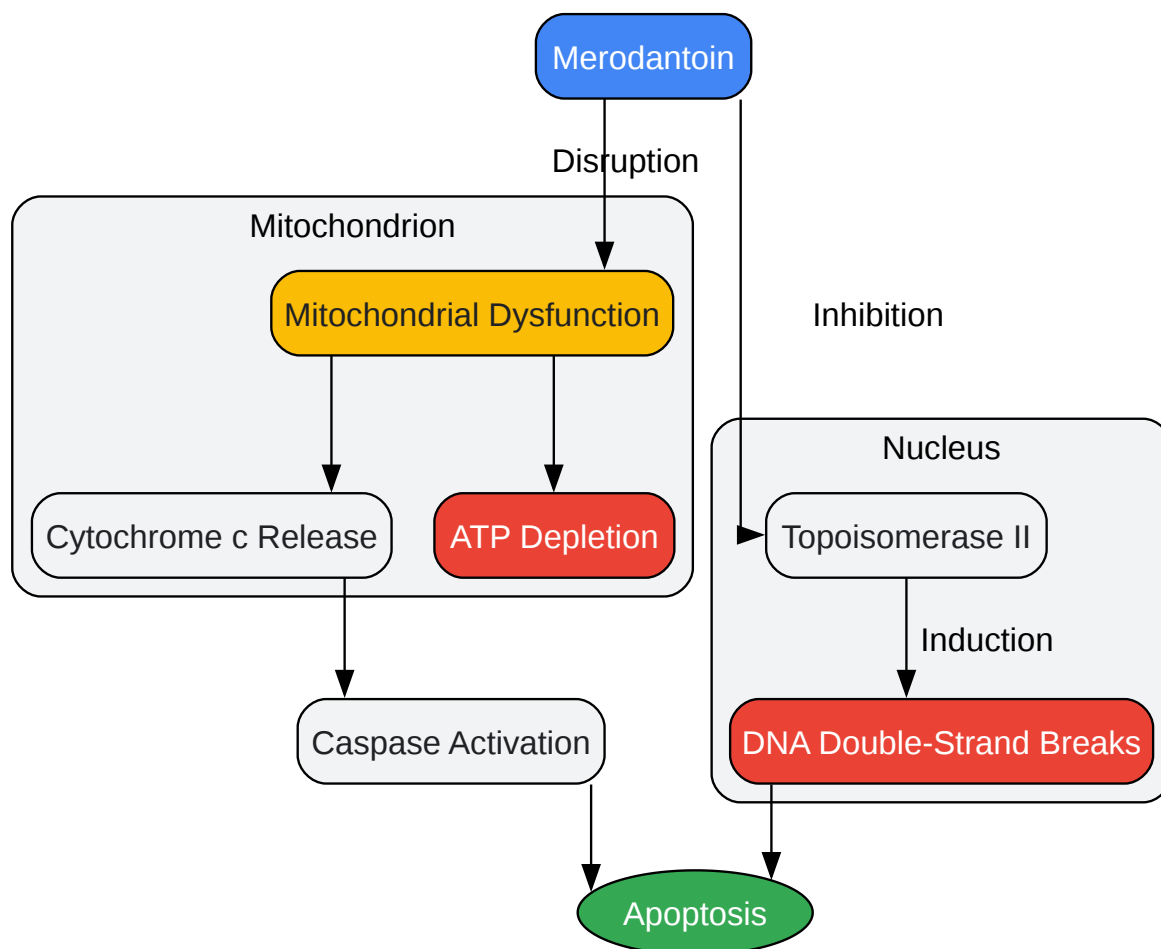 Merodantoin
Disruption
Mitochondrion
Mitochondrial Dysfunction
Inhibition
Nucleus
Cytochrome c Release
ATP Depletion
Topoisomerase II
Induction
Caspase Activation
DNA Double-Strand Breaks
Apoptosis